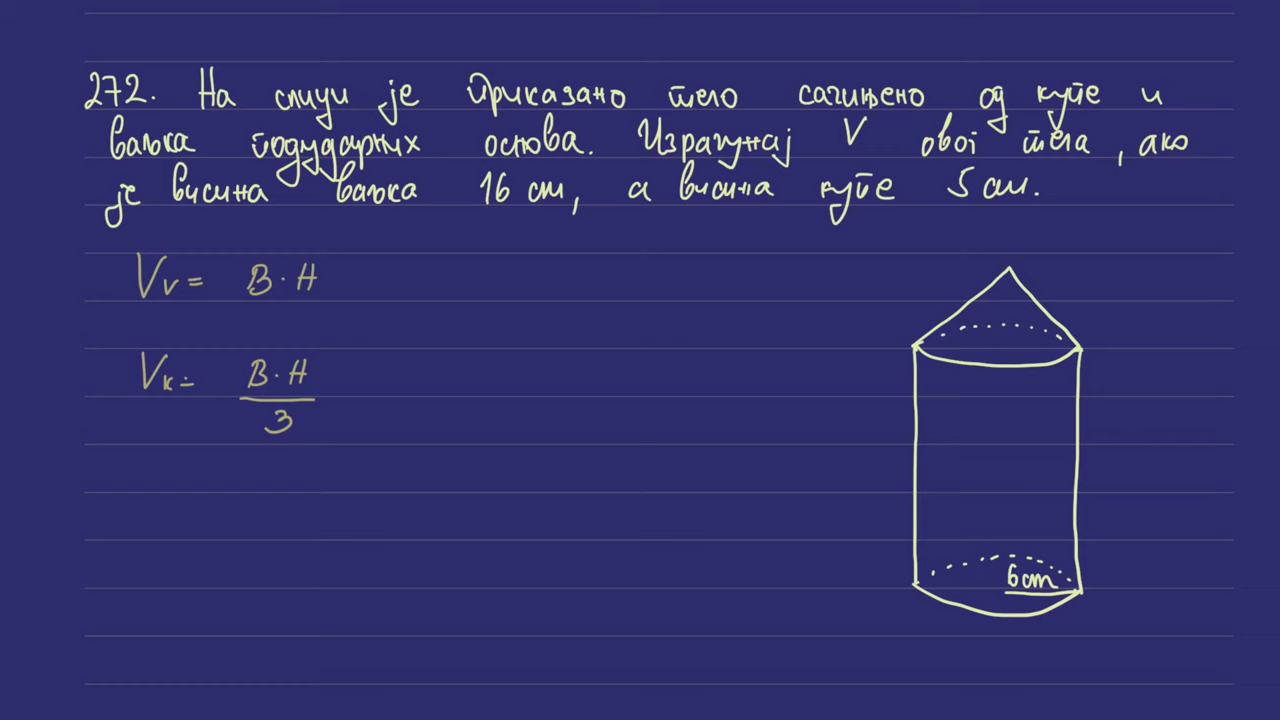 272. На слици је приказано тело сачињено од купе и
ваљка подударних основа. Израчунај V овог тела, ако
је висина ваљка 16 cm, а висина купе 5 cm.
Vv = B · H
Vк = B · H
3
6cm